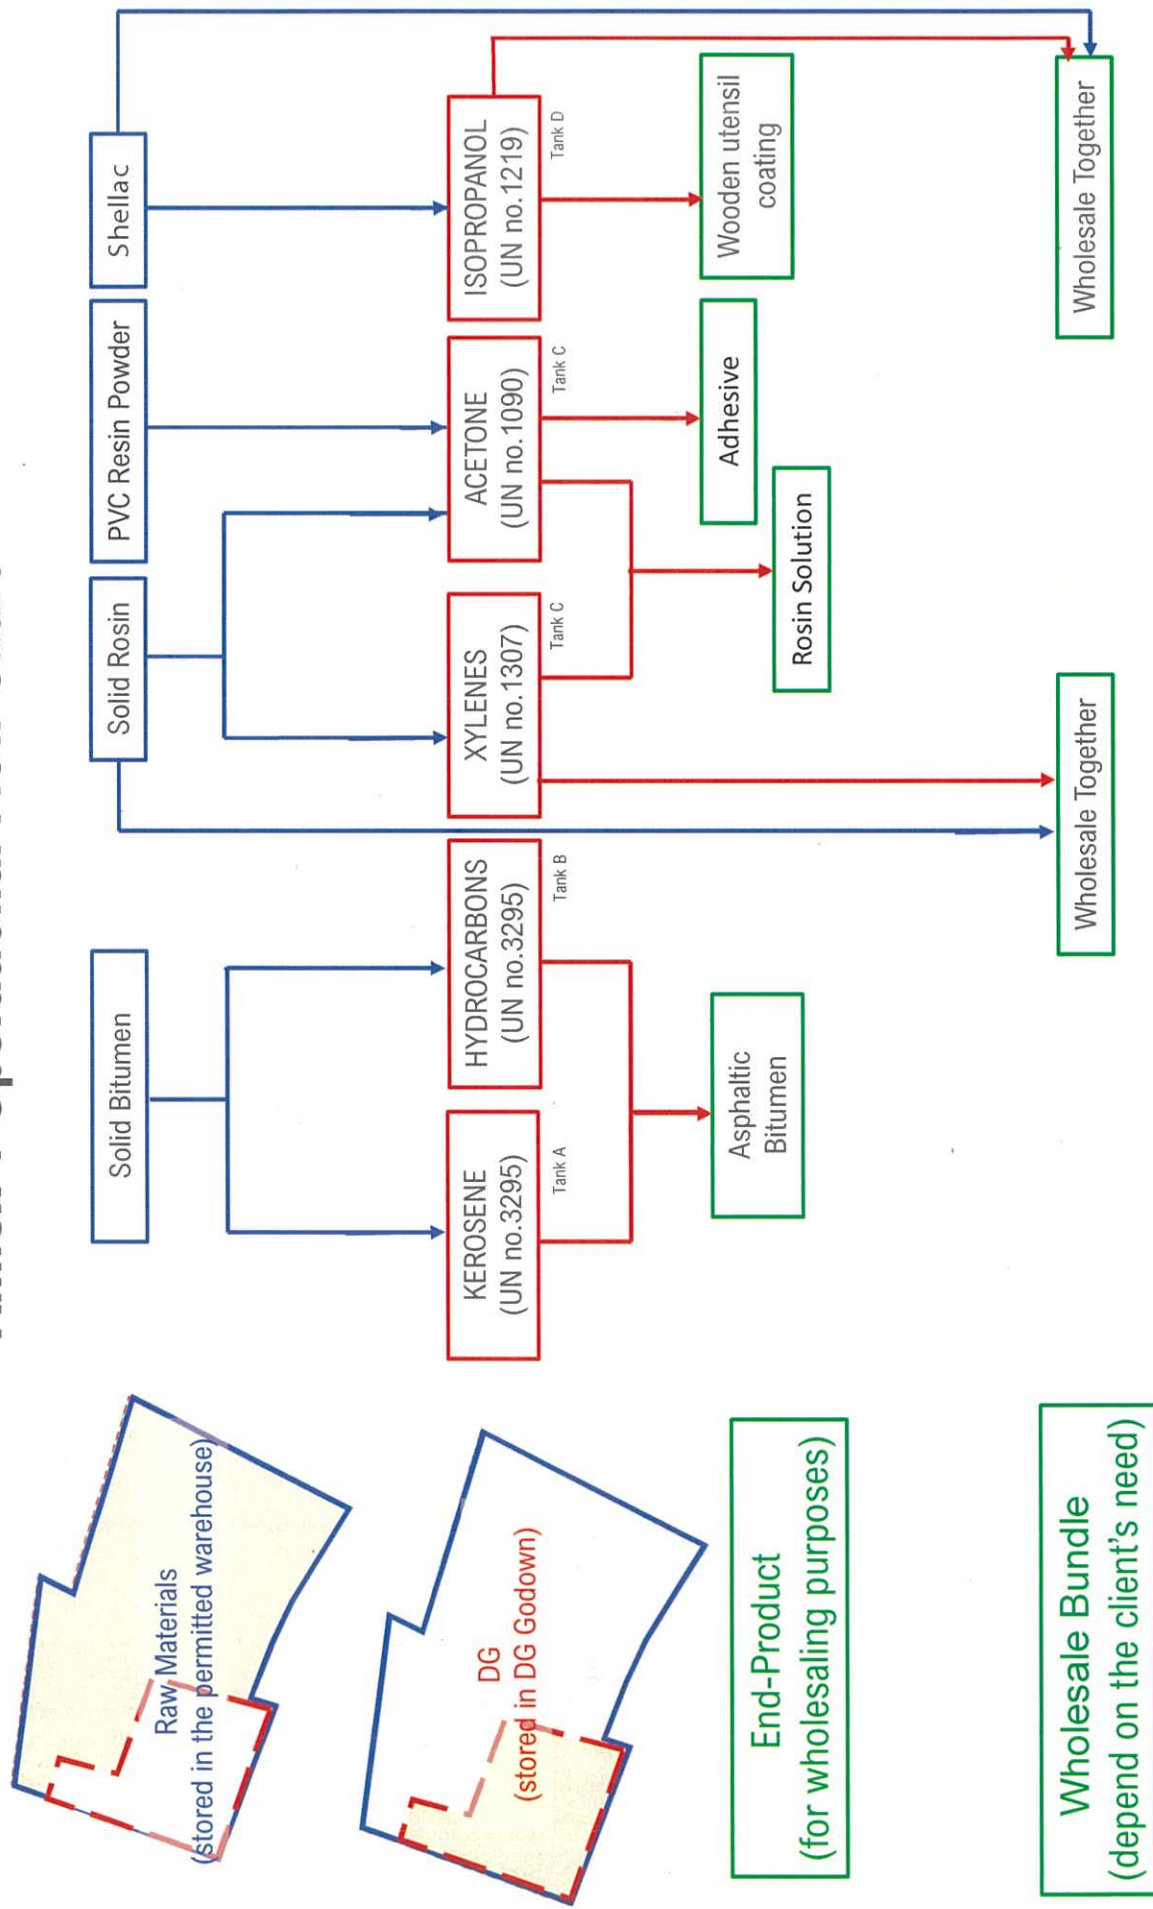 Raw Materials
(stored in the permitted warehouse)
Solid Bitumen
Solid Rosin
PVC Resin Powder
Shellac
DG
(stored in DG Godown)
KEROSENE
(UN no.3295)
Tank A
HYDROCARBONS
(UN no.3295)
Tank B
XYLENES
(UN no.1307)
Tank C
ACETONE
(UN no.1090)
Tank C
ISOPROPANOL
(UN no.1219)
Tank D
End-Product
(for wholesaling purposes)
Asphaltic
Bitumen
Rosin Solution
Adhesive
Wooden utensil
coating
Wholesale Bundle
(depend on the client's need)
Wholesale Together
Wholesale Together